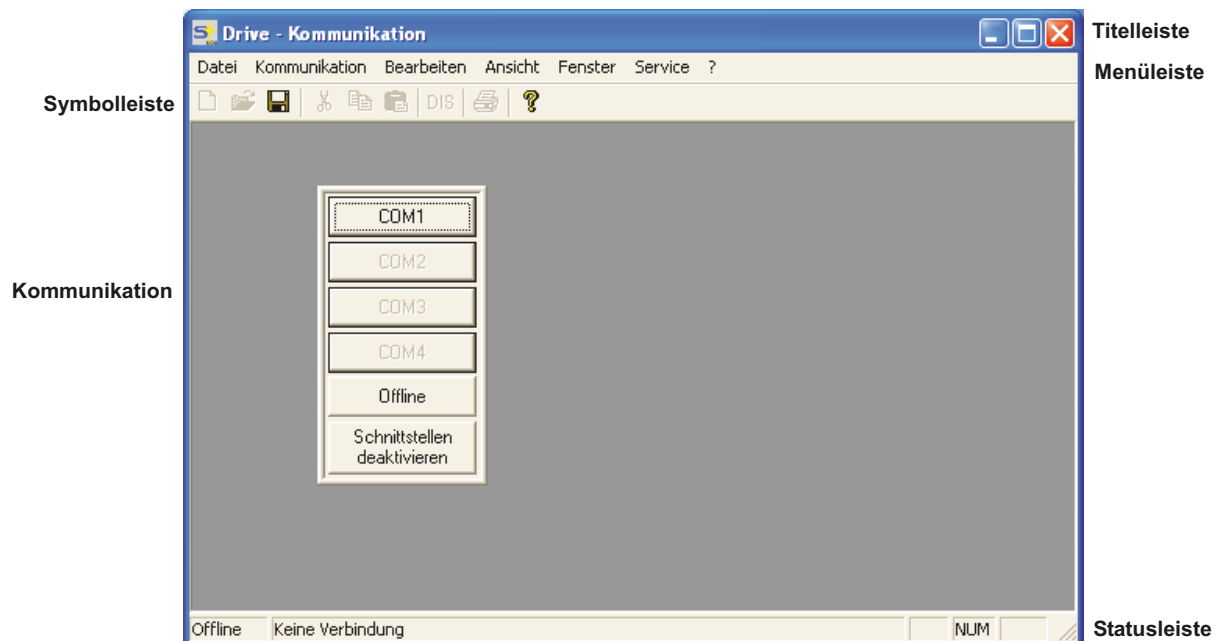 Drive - Kommunikation
Titelleiste
Datei Kommunikation Bearbeiten Ansicht Fenster Service ?
Menüleiste
Symbolleiste
DIS
COM1
COM2
Kommunikation
COM3
COM4
Offline
Schnittstellen
deaktivieren
Offline Keine Verbindung NUM
Statusleiste